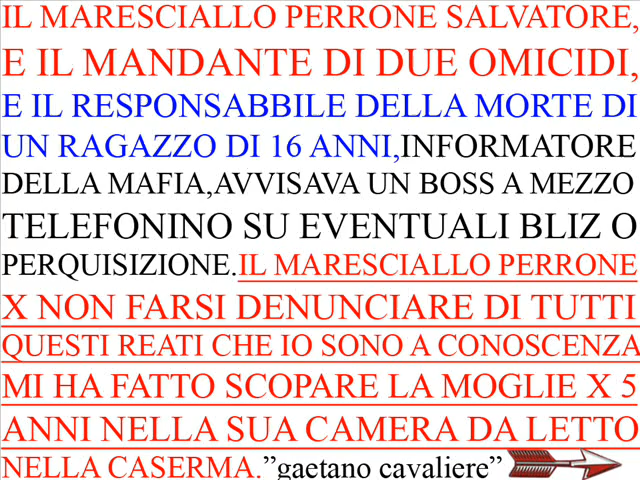 IL MARESCIALLO PERRONE SALVATORE,
E IL MANDANTE DI DUE OMICIDI,
E IL RESPONSABBILE DELLA MORTE DI
UN RAGAZZO DI 16 ANNI,INFORMATORE
DELLA MAFIA,AVVISAVA UN BOSS A MEZZO
TELEFONINO SU EVENTUALI BLIZ O
PERQUISIZIONE.IL MARESCIALLO PERRONE
X NON FARSI DENUNCIARE DI TUTTI
QUESTI REATI CHE IO SONO A CONOSCENZA
MI HA FATTO SCOPARE LA MOGLIE X 5
ANNI NELLA SUA CAMERA DA LETTO
NELLA CASERMA.”gaetano cavaliere”